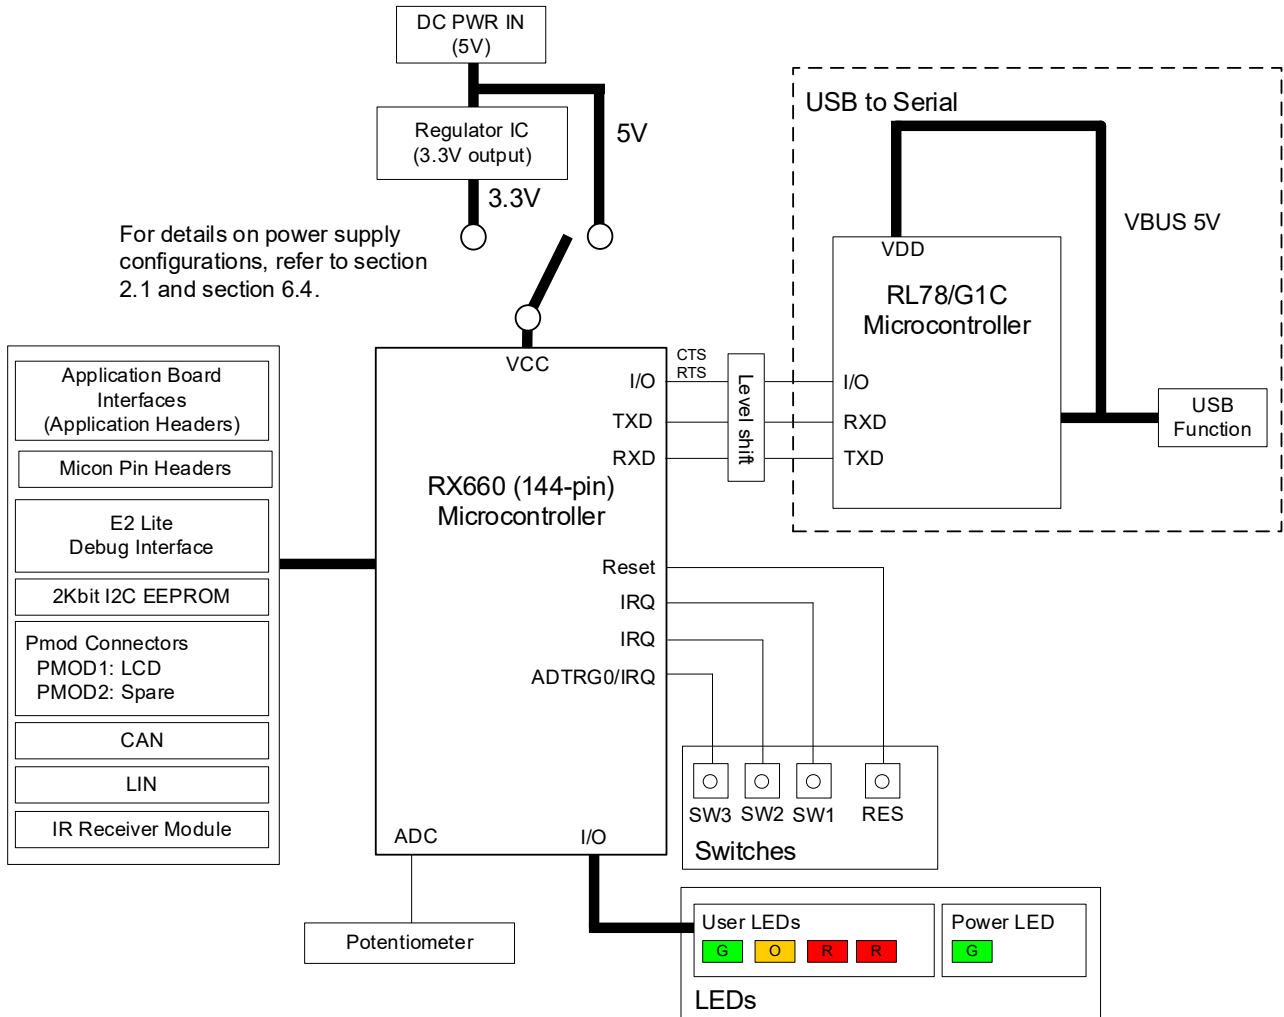 DC PWR IN
(5V)
Regulator IC
(3.3V output)
5V
3.3V
For details on power supply
configurations, refer to section
2.1 and section 6.4.
USB to Serial
VBUS 5V
VDD
RL78/G1C
Microcontroller
I/O
RXD
TXD
USB
Function
CTS
RTS
Level shift
VCC
I/O
TXD
RXD
RX660 (144-pin)
Microcontroller
Reset
IRQ
IRQ
ADTRG0/IRQ
ADC
I/O
Application Board
Interfaces
(Application Headers)
Micon Pin Headers
E2 Lite
Debug Interface
2Kbit I2C EEPROM
Pmod Connectors
PMOD1: LCD
PMOD2: Spare
CAN
LIN
IR Receiver Module
SW3
SW2
SW1
RES
Switches
Potentiometer
User LEDs
G
O
R
R
Power LED
G
LEDs